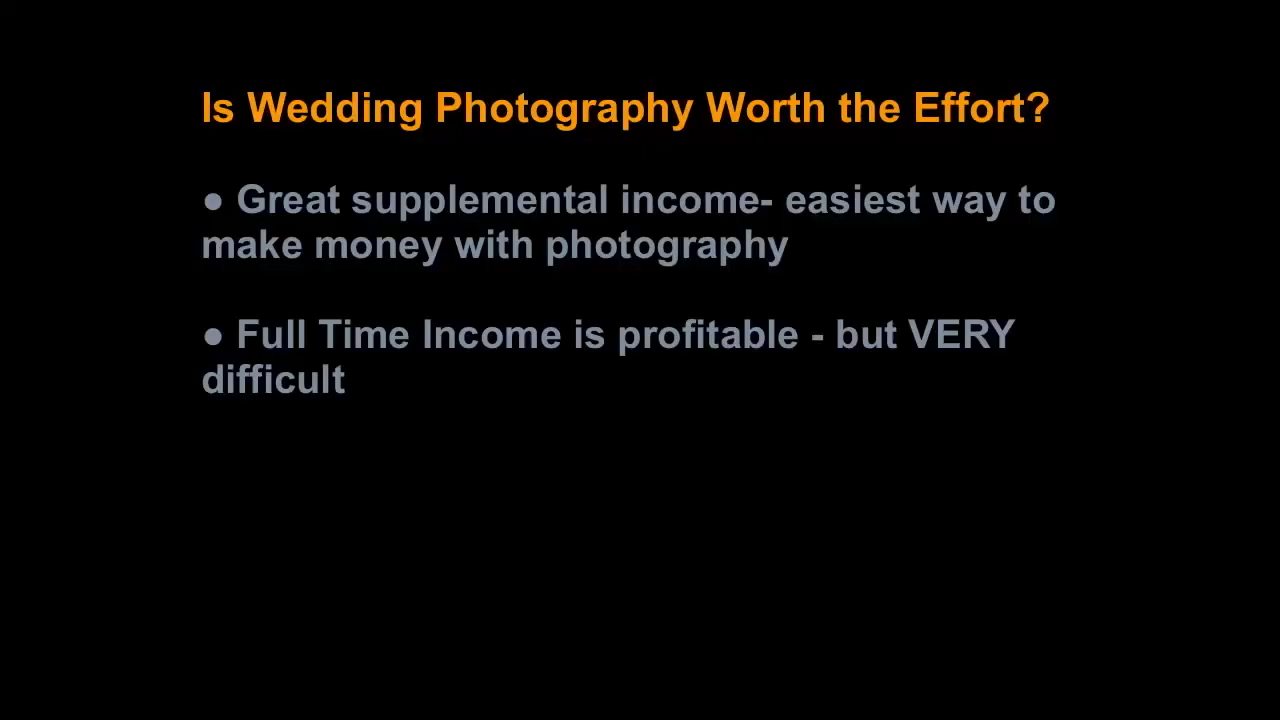 Is Wedding Photography Worth the Effort?
● Great supplemental income- easiest way to
make money with photography
● Full Time Income is profitable - but VERY
difficult